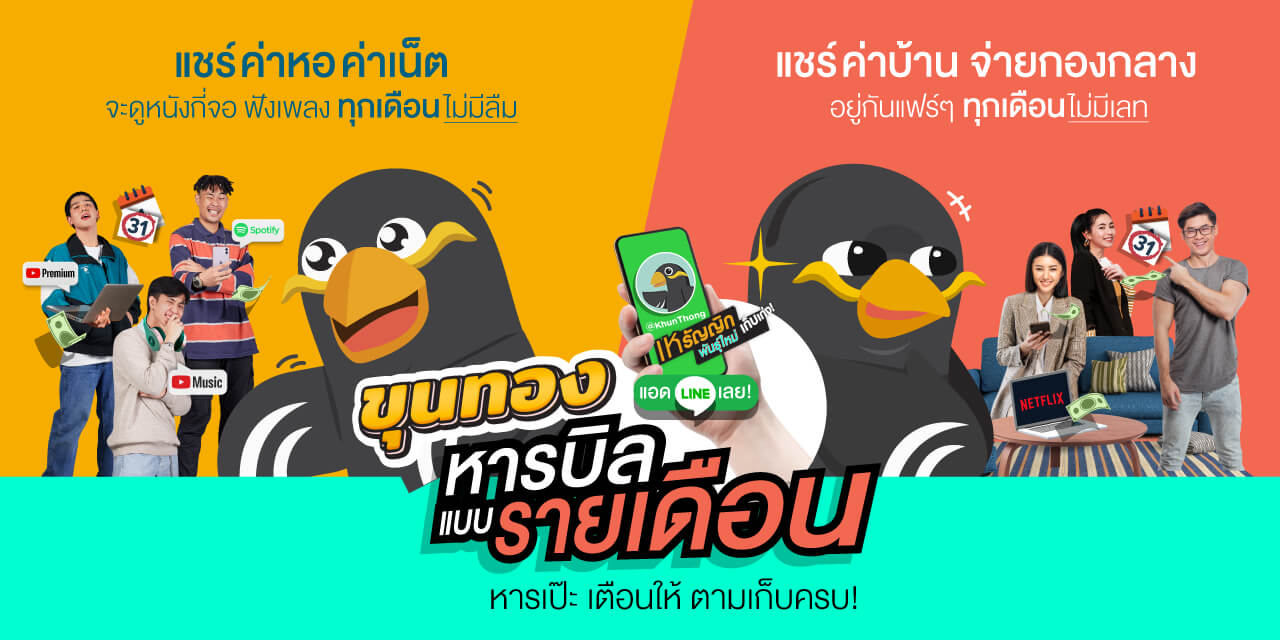 แชร์ค่าหอ ค่าเน็ต
จะดูหนังกี่จอ ฟังเพลง ทุกเดือนไม่มีลืม
แชร์ค่าบ้าน จ่ายกองกลาง
อยู่กันแฟร์ๆ ทุกเดือนไม่มีเลท
31
Spotify
Premium
Music
31
NETFLIX
@KhunThong
เหรัญญิก
พันธุ์ใหม่ เก็บเก่ง!
แอด LINE เลย!
ขุนทอง
หารบิล
แบบรายเดือน
หารเป๊ะ เตือนให้ ตามเก็บครบ!